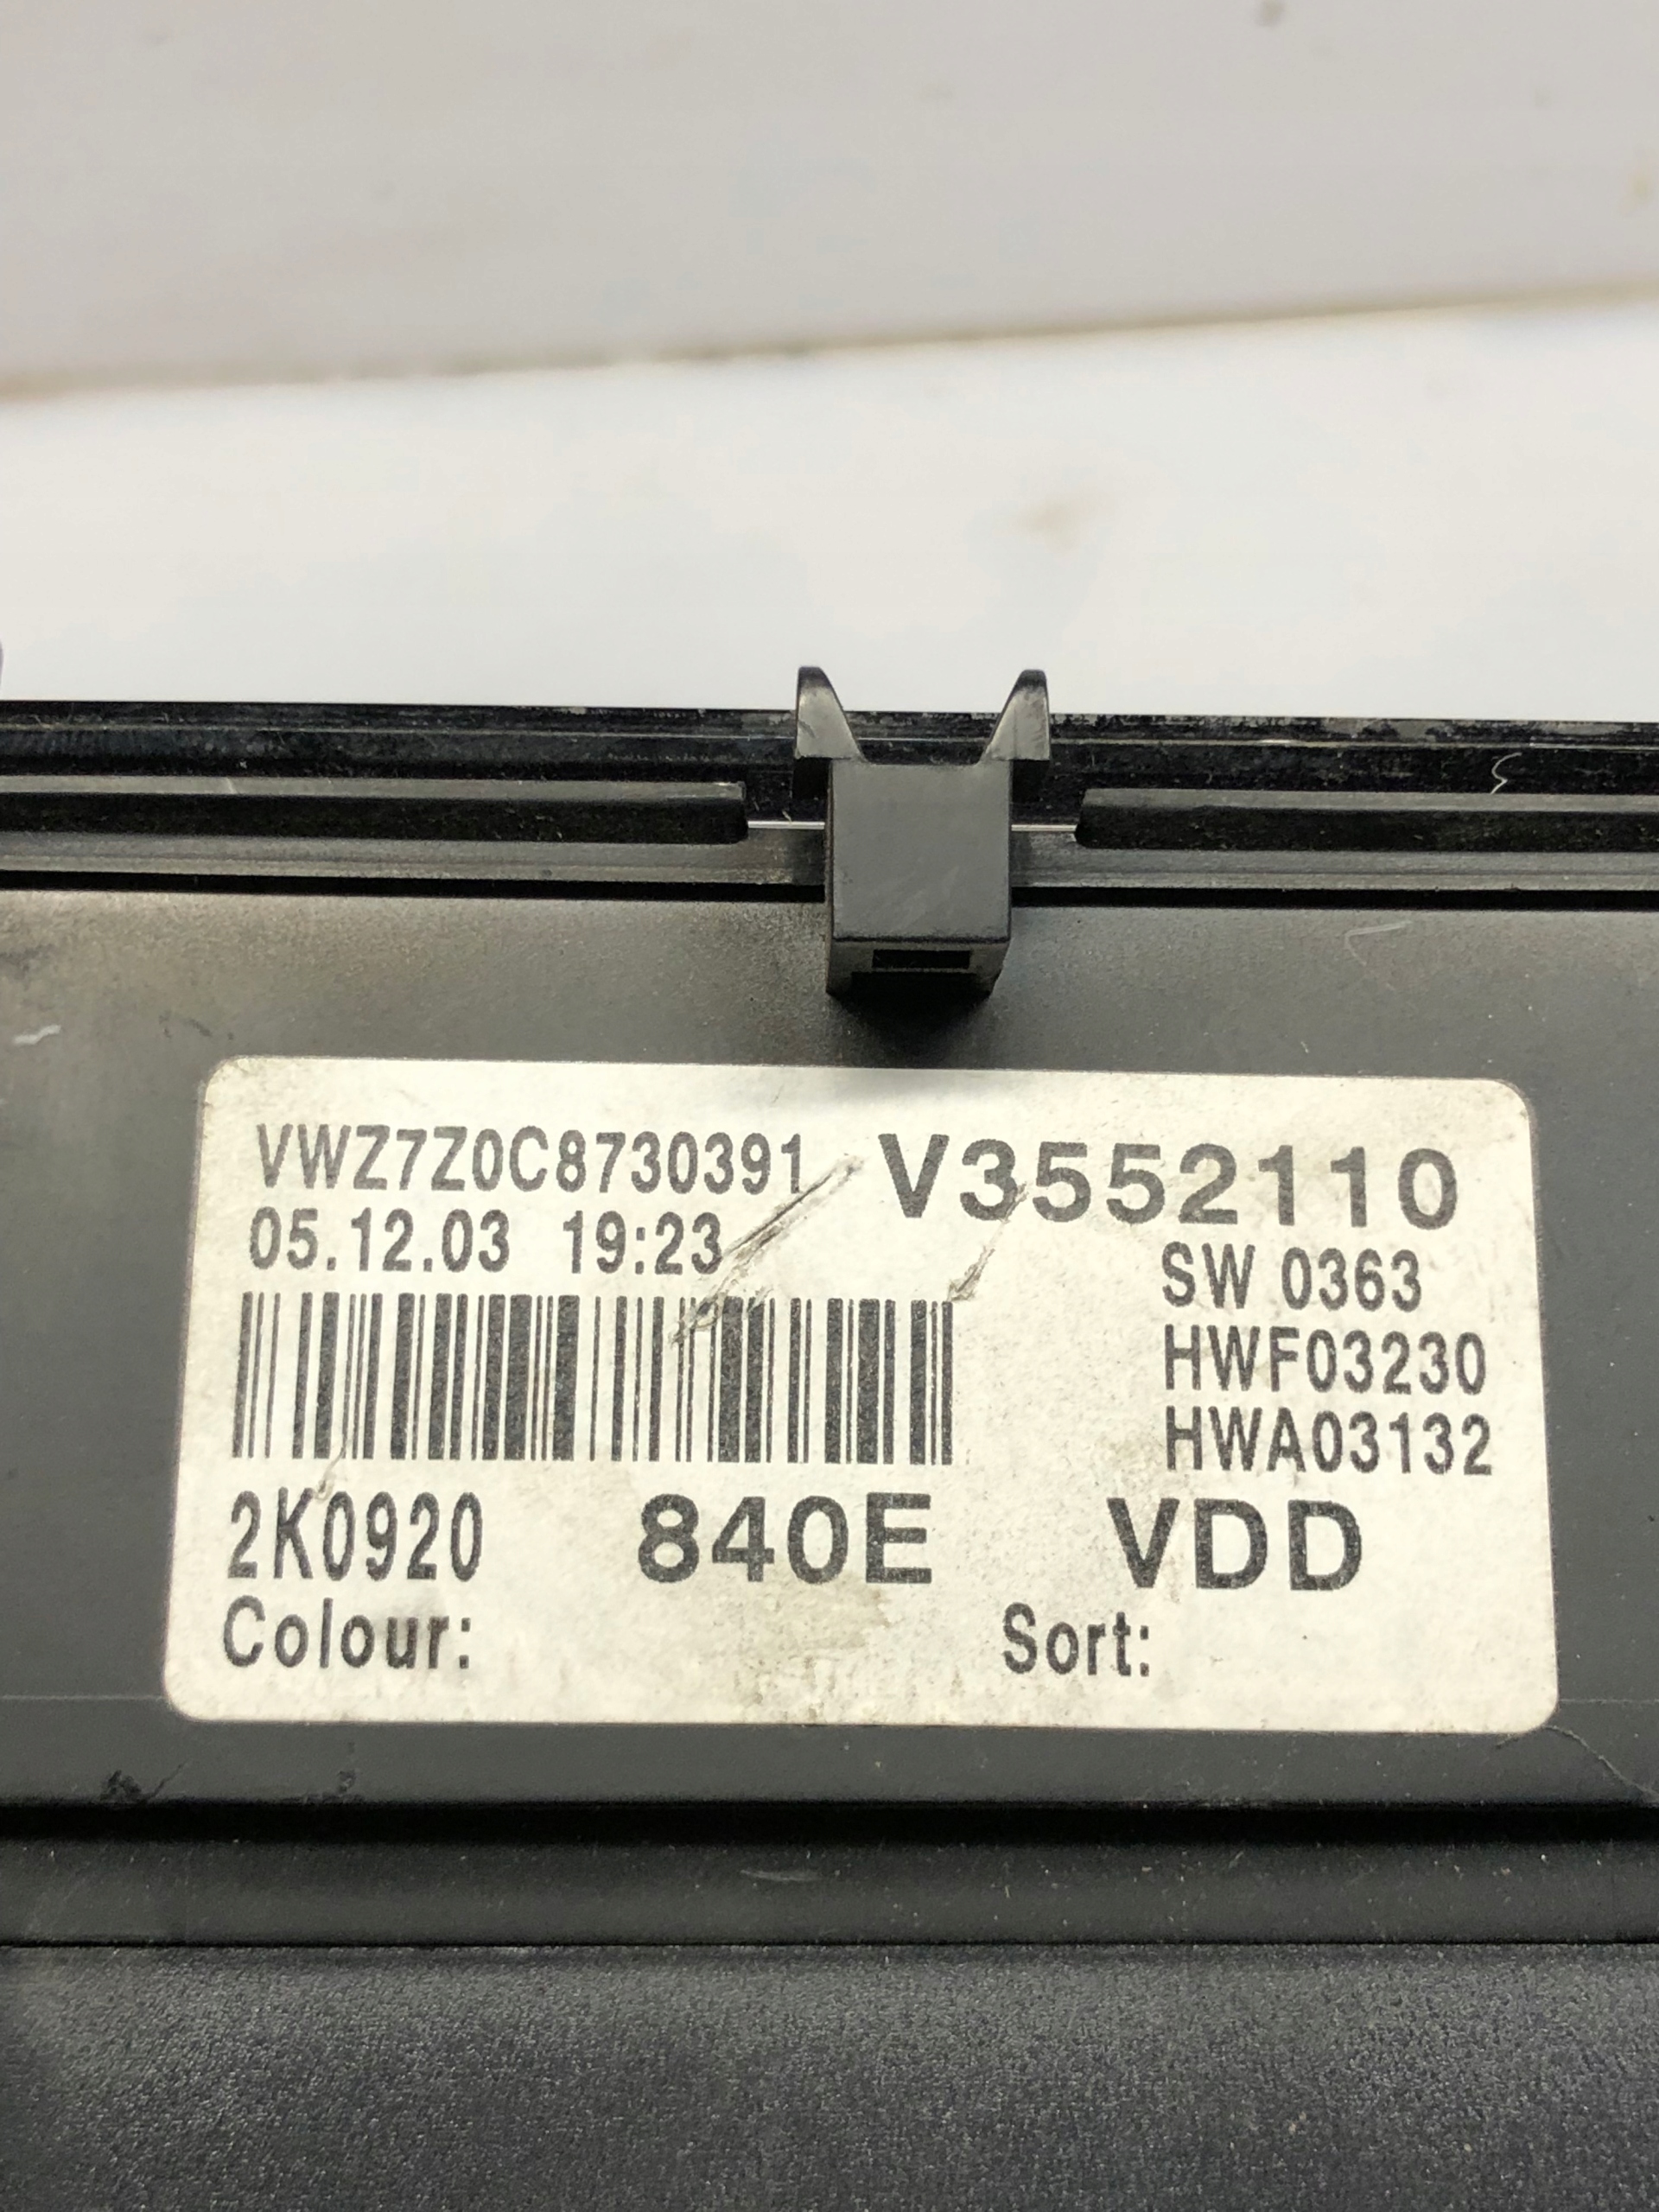 VWZ7Z0C8730391 V3552110
05.12.03 19:23
SW 0363
HWF03230
HWA03132
2K0920 840E VDD
Colour: Sort: